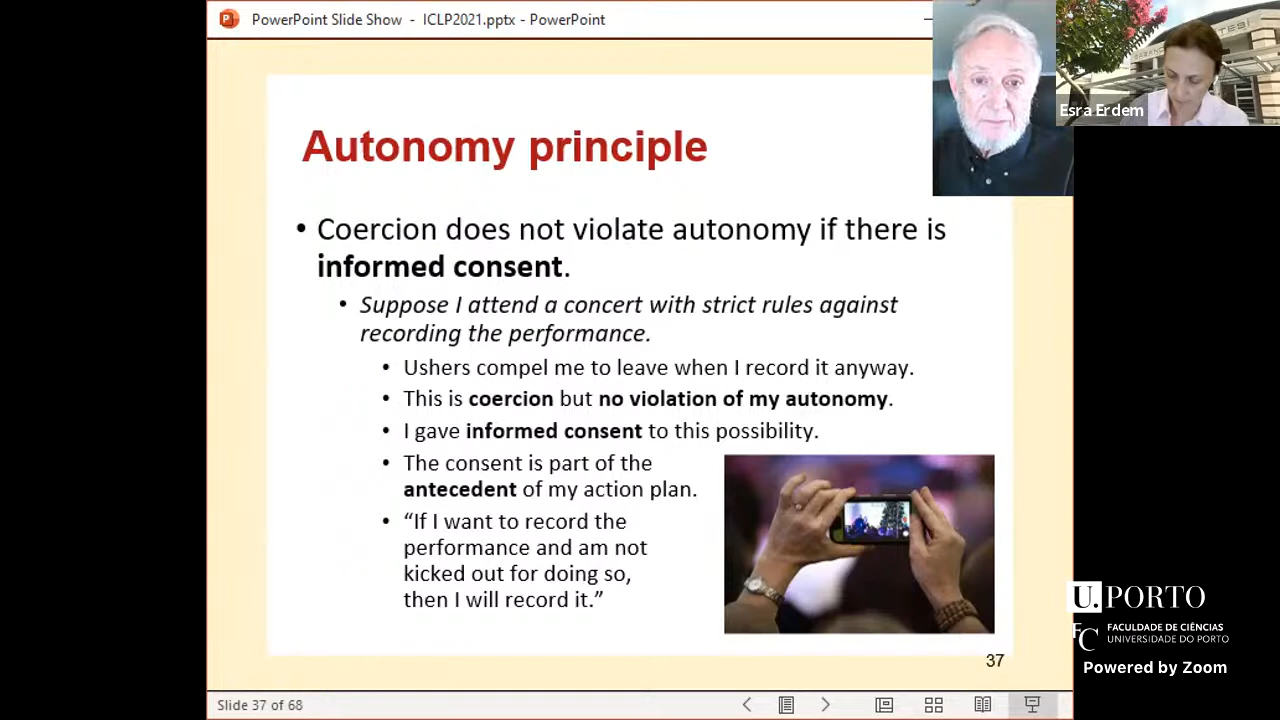 PowerPoint Slide Show - ICLP2021.pptx - PowerPoint
Esra Erdem
Autonomy principle
• Coercion does not violate autonomy if there is
informed consent.
• Suppose I attend a concert with strict rules against
recording the performance.
• Ushers compel me to leave when I record it anyway.
• This is coercion but no violation of my autonomy.
• I gave informed consent to this possibility.
• The consent is part of the
antecedent of my action plan.
• “If I want to record the
performance and am not
kicked out for doing so,
then I will record it.”
37
U.PORTO
FC FACULDADE DE CIÊNCIAS
UNIVERSIDADE DO PORTO
Powered by Zoom
Slide 37 of 68